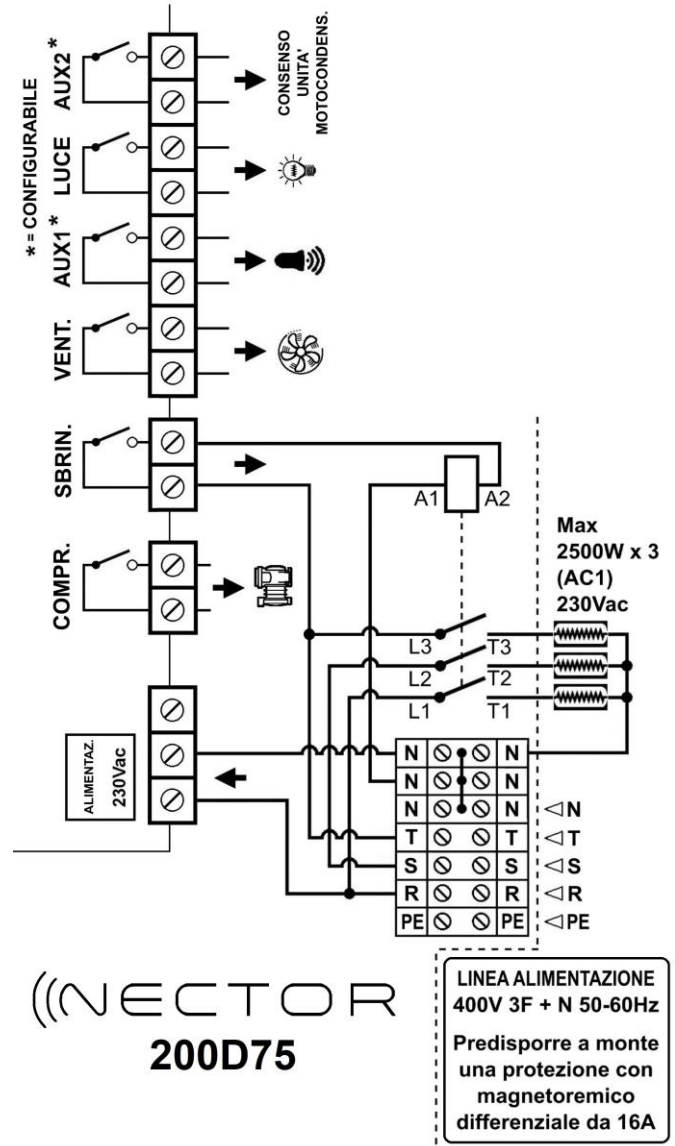 * = CONFIGURABILE
AUX2*
LUCE
AUX1*
VENT.
SBRIN.
COMPR.
ALIMENTAZ.
230Vac
CONSENSO
UNITA'
MOTOCONDENS.
A1
A2
Max
2500W x 3
(AC1)
230Vac
L3
T3
L2
T2
L1
T1
N N
N N
N N N
T T T
S S S
R R R
PE PE PE
NECTOR
200D75
LINEA ALIMENTAZIONE
400V 3F + N 50-60Hz
Predisporre a monte
una protezione con
magnetoremico
differenziale da 16A